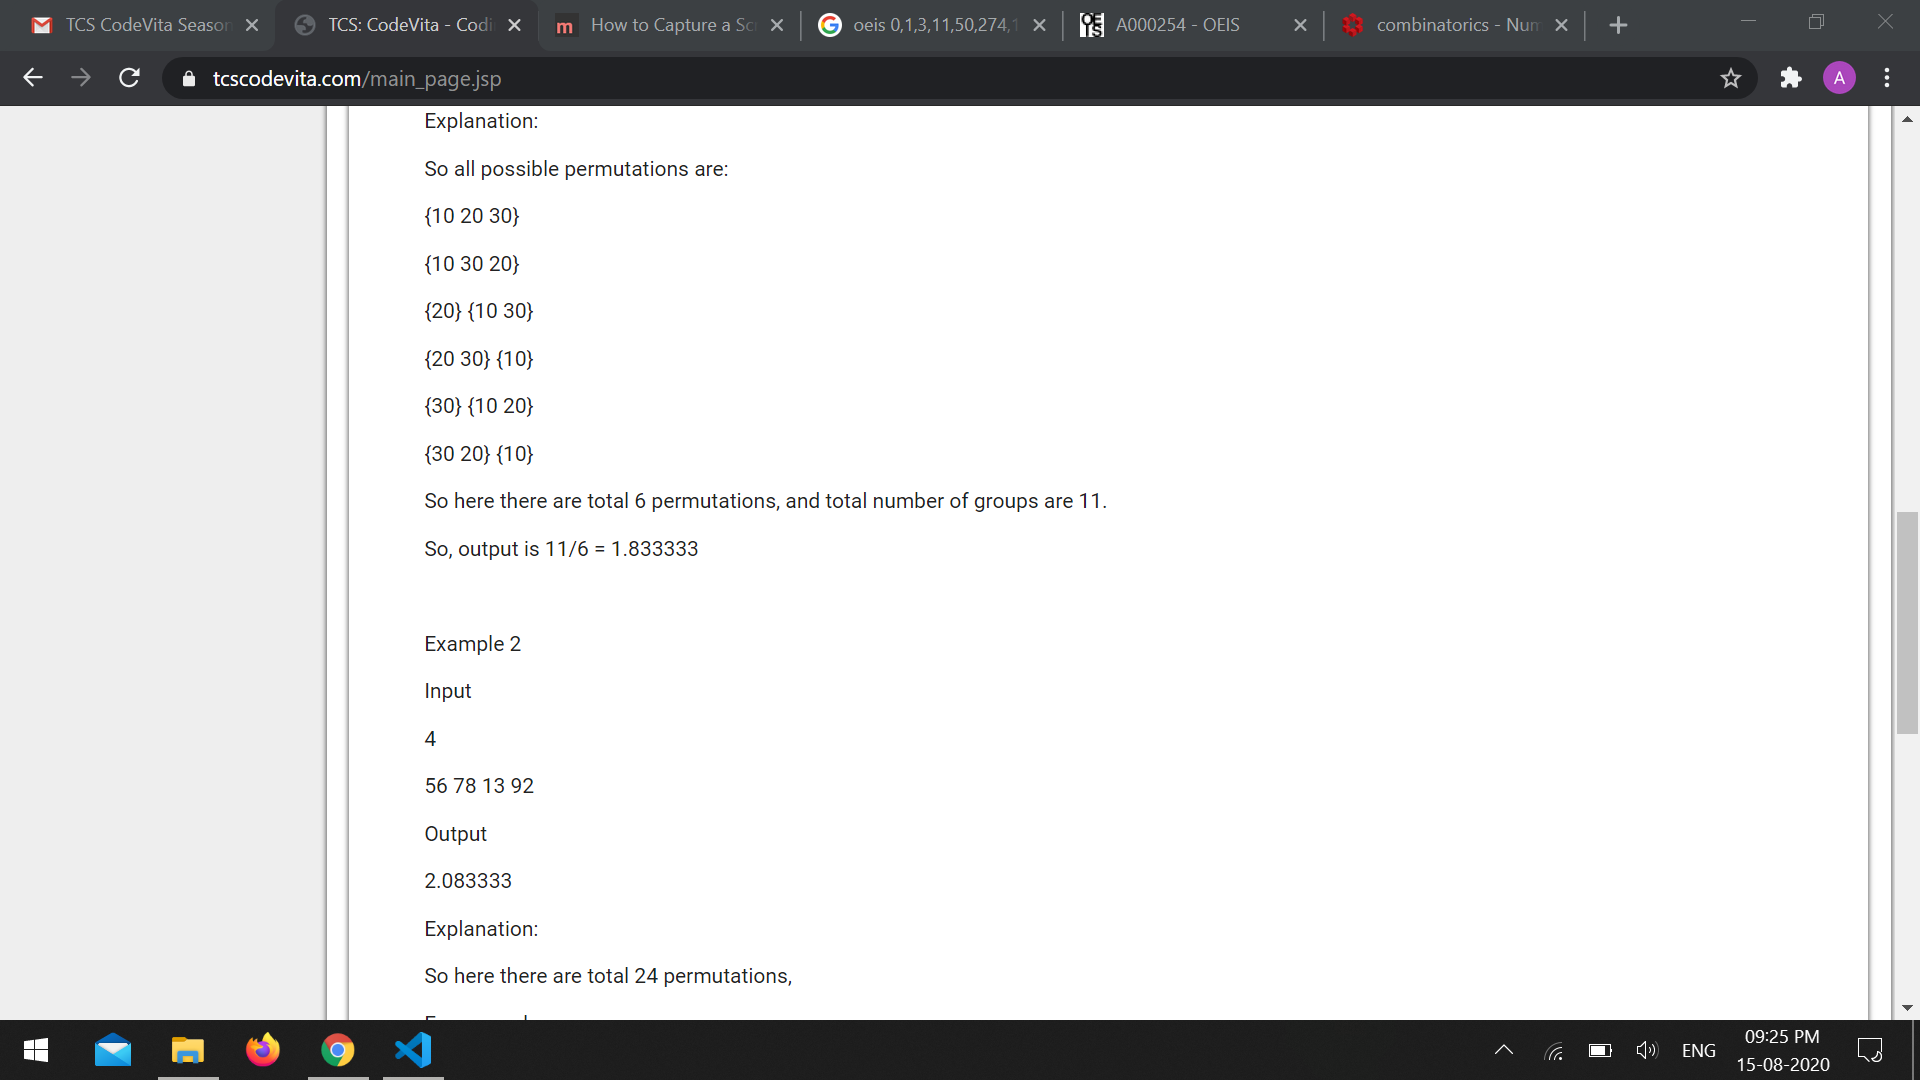 TCS CodeVita Season
TCS: CodeVita - Codi
How to Capture a Sc
oeis 0,1,3,11,50,274,1
A000254 - OEIS
combinatorics - Num
tcscodevita.com/main_page.jsp
A
Explanation:
So all possible permutations are:
{10 20 30}
{10 30 20}
{20} {10 30}
{20 30} {10}
{30} {10 20}
{30 20} {10}
So here there are total 6 permutations, and total number of groups are 11.
So, output is 11/6 = 1.833333
Example 2
Input
4
56 78 13 92
Output
2.083333
Explanation:
So here there are total 24 permutations,
ENG
09:25 PM
15-08-2020